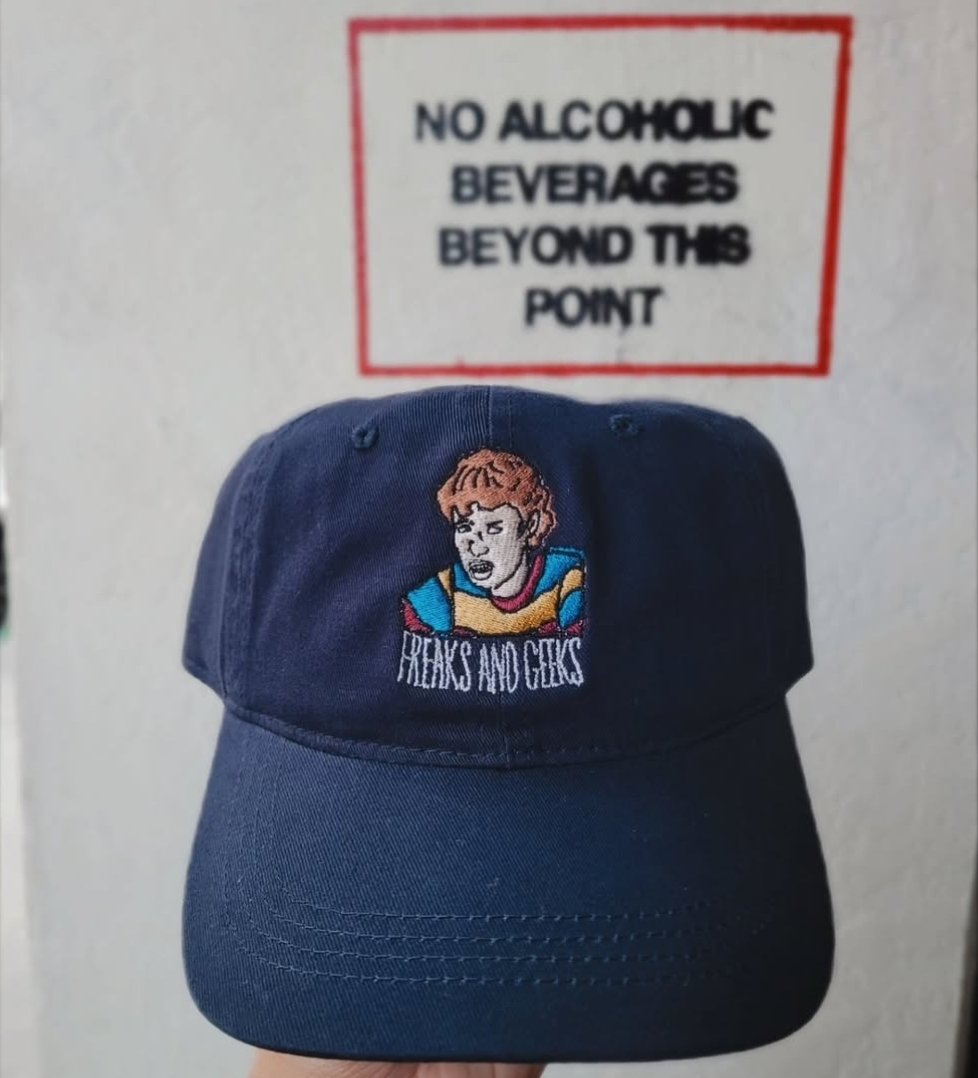 NO ALCOHOLIC
BEVERAGES
BEYOND THIS
POINT
FREAKS AND GEEKS